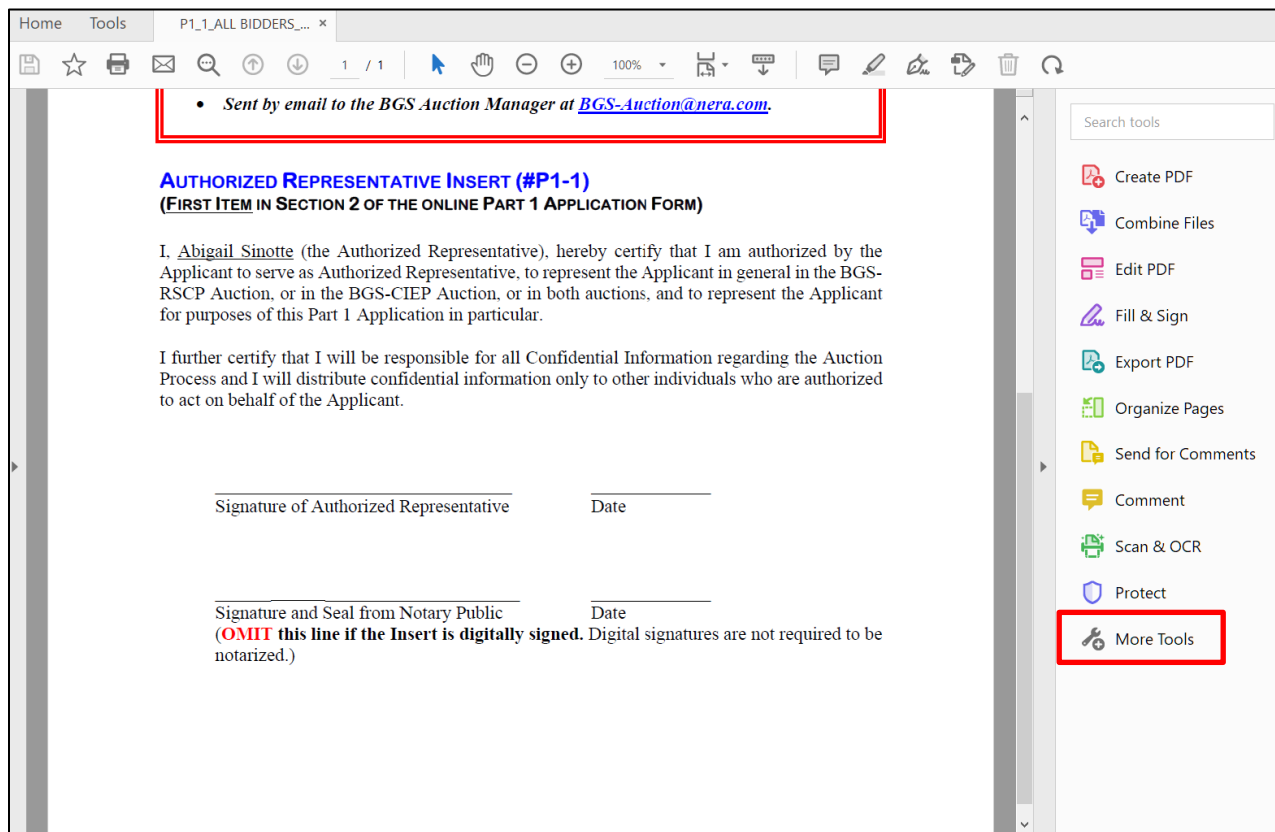 Home Tools P1_1_ALL BIDDERS_... ×
1 / 1 100%
• Sent by email to the BGS Auction Manager at BGS-Auction@nera.com.
AUTHORIZED REPRESENTATIVE INSERT (#P1-1)
(FIRST ITEM IN SECTION 2 OF THE ONLINE PART 1 APPLICATION FORM)
I, Abigail Sinotte (the Authorized Representative), hereby certify that I am authorized by the
Applicant to serve as Authorized Representative, to represent the Applicant in general in the BGS-
RSCP Auction, or in the BGS-CIEP Auction, or in both auctions, and to represent the Applicant
for purposes of this Part 1 Application in particular.
I further certify that I will be responsible for all Confidential Information regarding the Auction
Process and I will distribute confidential information only to other individuals who are authorized
to act on behalf of the Applicant.
Signature of Authorized Representative Date
Signature and Seal from Notary Public Date
(OMIT this line if the Insert is digitally signed. Digital signatures are not required to be
notarized.)
Search tools
Create PDF
Combine Files
Edit PDF
Fill & Sign
Export PDF
Organize Pages
Send for Comments
Comment
Scan & OCR
Protect
More Tools